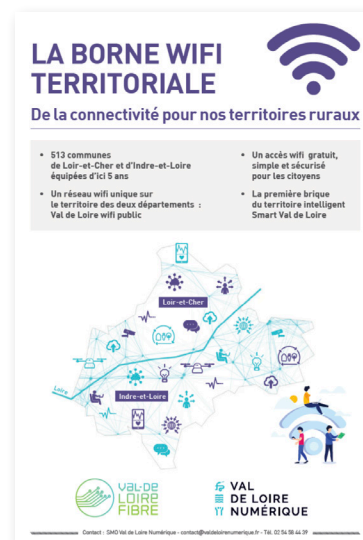 LA BORNE WIFI
TERRITORIALE
De la connectivité pour nos territoires ruraux
• 513 communes
de Loir-et-Cher et d'Indre-et-Loire
équipées d'ici 5 ans
• Un réseau wifi unique sur
le territoire des deux départements :
Val de Loire wifi public
• Un accès wifi gratuit,
simple et sécurisé
pour les citoyens
• La première brique
du territoire intelligent
Smart Val de Loire
Loir-et-Cher
Loire
Indre-et-Loire
VAL·DE
LOIRE
FIBRE
VAL
DE LOIRE
NUMÉRIQUE
Contact : SMO Val de Loire Numérique - contact@valdeloirenumerique.fr - Tél. 02 54 58 44 39